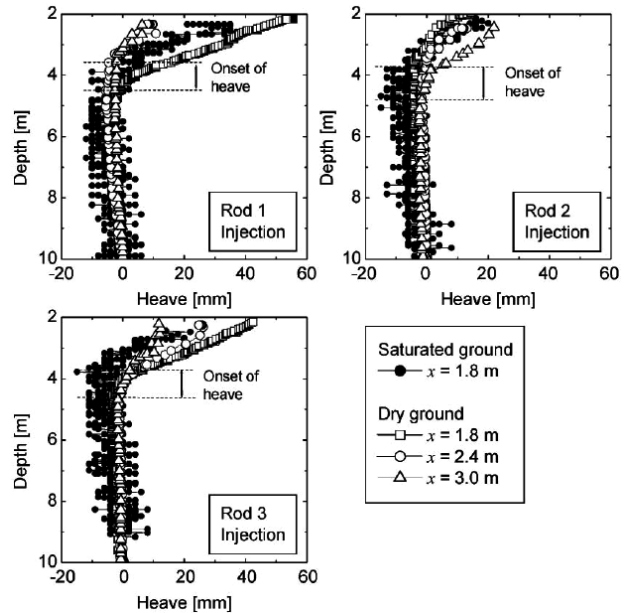 2
4
6
8
10
Depth [m]
Onset of
heave
Rod 1
Injection
-20
0
20
40
60
Heave [mm]
2
4
6
8
10
Depth [m]
Onset of
heave
Rod 2
Injection
-20
0
20
40
60
Heave [mm]
2
4
6
8
10
Depth [m]
Onset of
heave
Rod 3
Injection
-20
0
20
40
60
Heave [mm]
Saturated ground
x = 1.8 m
Dry ground
x = 1.8 m
x = 2.4 m
x = 3.0 m